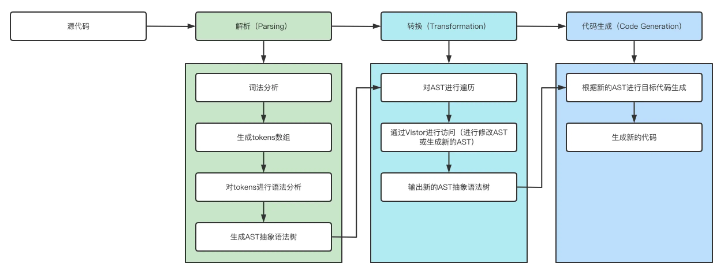 源代码
解析（Parsing）
转换（Transformation）
代码生成（Code Generation）
词法分析
生成tokens数组
对tokens进行语法分析
生成AST抽象语法树
对AST进行遍历
通过Vistor进行访问（进行修改AST
或生成新的AST）
输出新的AST抽象语法树
根据新的AST进行目标代码生成
生成新的代码